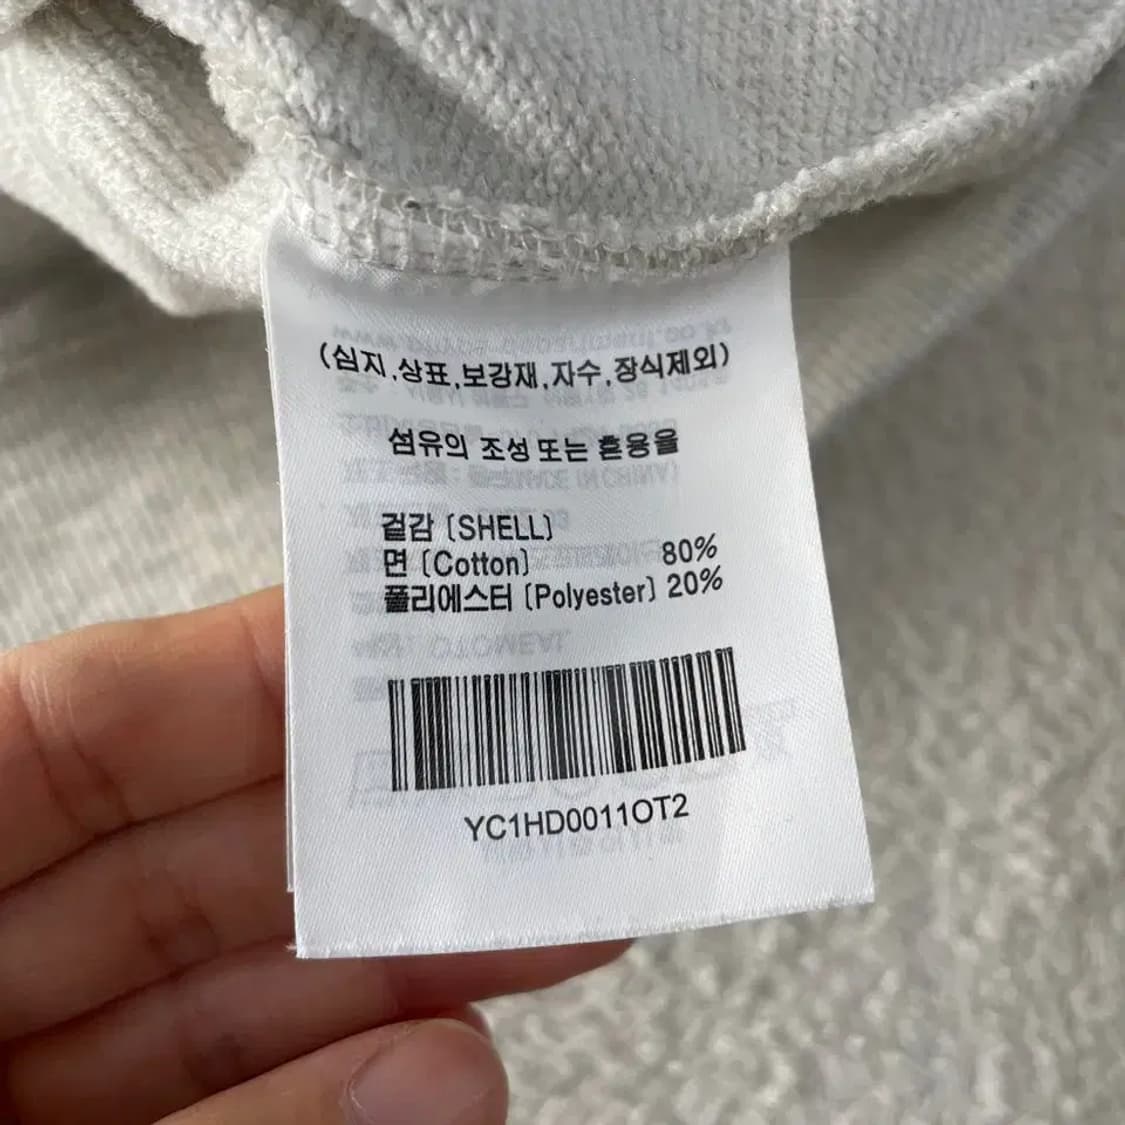 (심지,상표,보강재,자수,장식제외)
섬유의 조성 또는 혼용율
겉감 [SHELL]
면 [Cotton] 80%
폴리에스터 [Polyester] 20%
YC1HD0011OT2